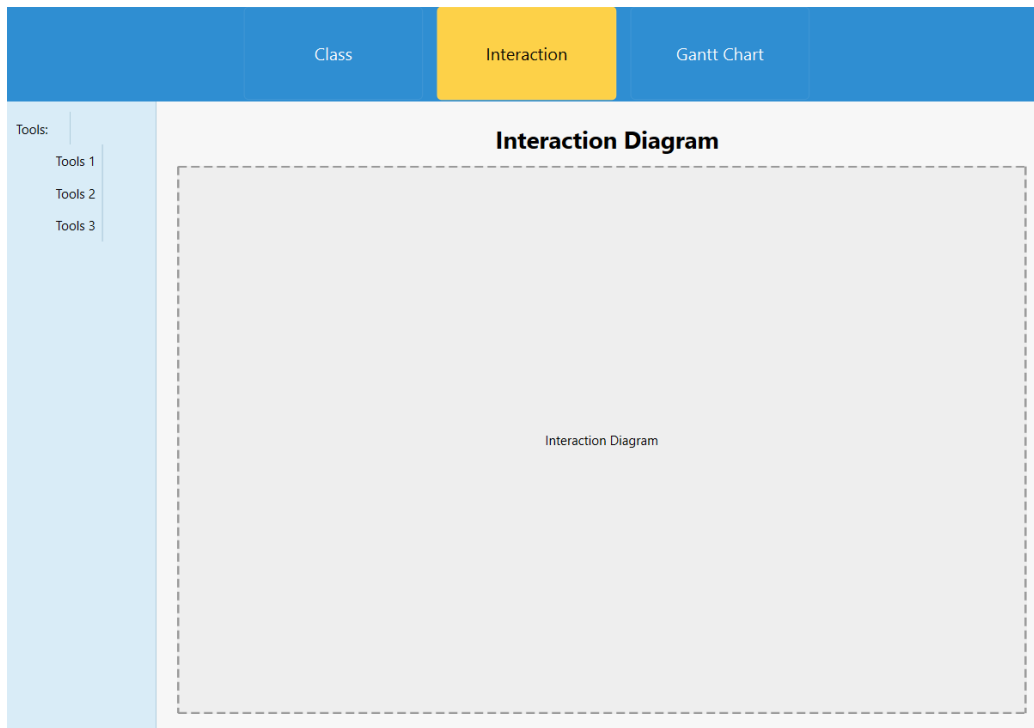 Class
Interaction
Gantt Chart
Tools:
Tools 1
Tools 2
Tools 3
Interaction Diagram
Interaction Diagram